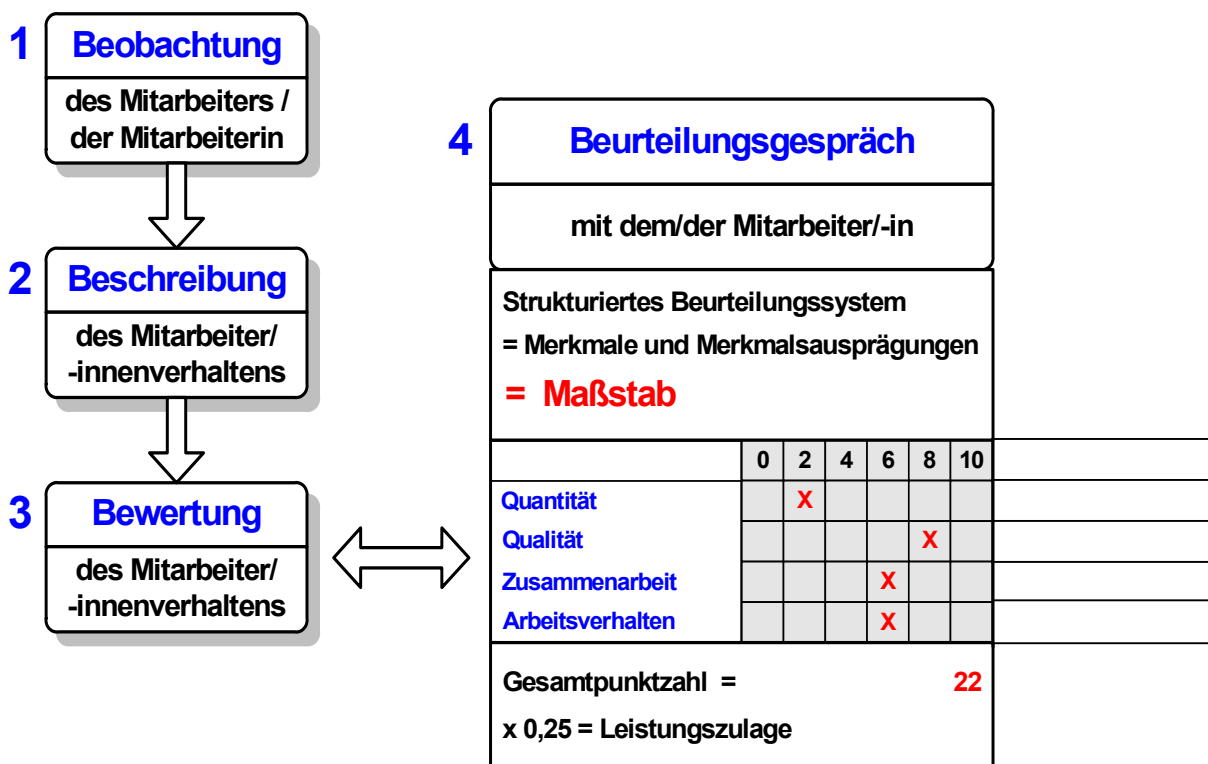 1
Beobachtung
des Mitarbeiters /
der Mitarbeiterin
2
Beschreibung
des Mitarbeiter/
-innenverhaltens
3
Bewertung
des Mitarbeiter/
-innenverhaltens
4
Beurteilungsgespräch
mit dem/der Mitarbeiter/-in
Strukturiertes Beurteilungssystem
= Merkmale und Merkmalsausprägungen
= Maßstab
0 2 4 6 8 10
Quantität X
Qualität X
Zusammenarbeit X
Arbeitsverhalten X
Gesamtpunktzahl = 22
x 0,25 = Leistungszulage